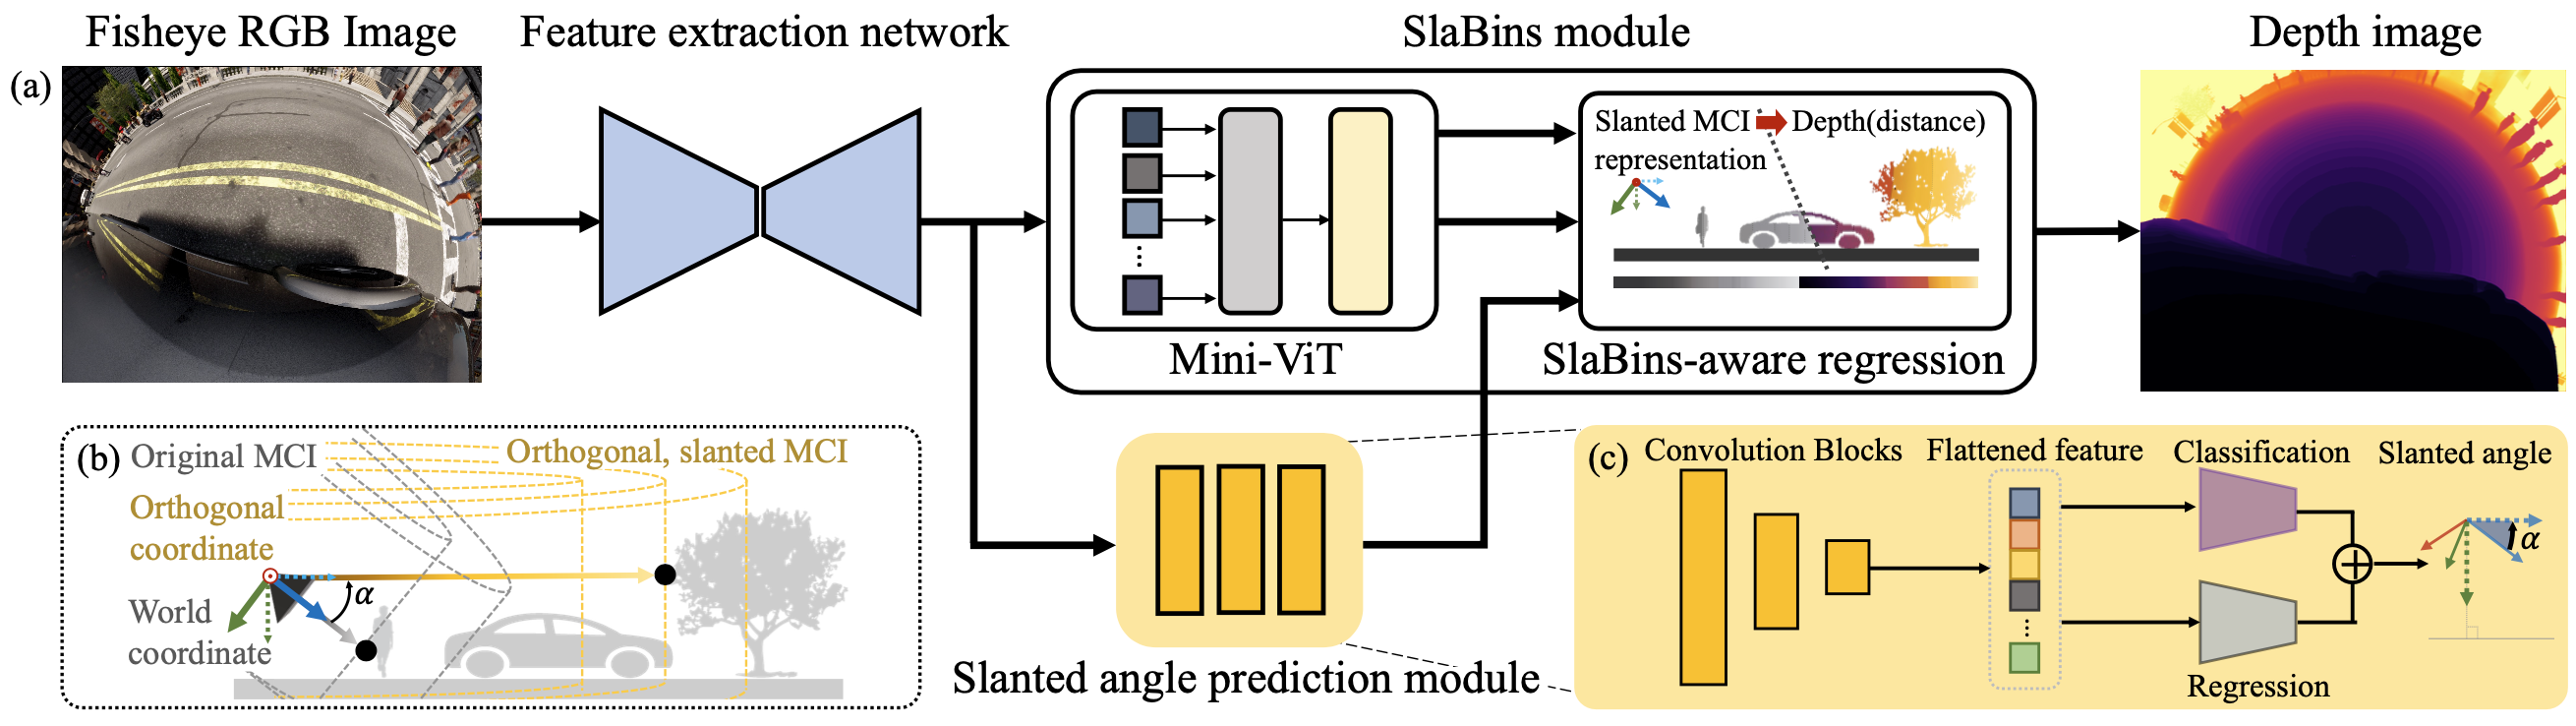 Fisheye RGB Image
Feature extraction network
SlaBins module
Depth image
(a)
Slanted MCI
Depth(distance)
representation
Mini-ViT
SlaBins-aware regression
(b)
Original MCI
Orthogonal, slanted MCI
Orthogonal
coordinate
α
World
coordinate
Slanted angle prediction module
(c)
Convolution Blocks
Flattened feature
Classification
Slanted angle
α
Regression